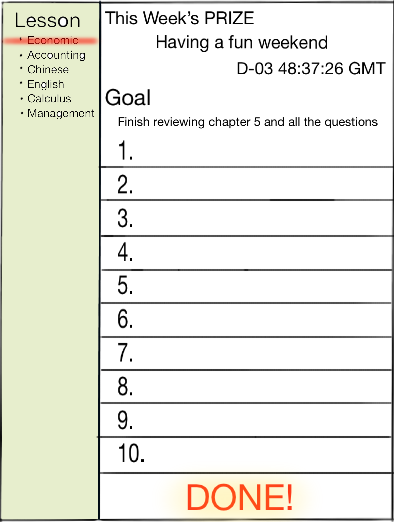 Lesson
• Economic
• Accounting
• Chinese
• English
• Calculus
• Management
This Week's PRIZE
Having a fun weekend
D-03 48:37:26 GMT
Goal
Finish reviewing chapter 5 and all the questions
1.
2.
3.
4.
5.
6.
7.
8.
9.
10.
DONE!